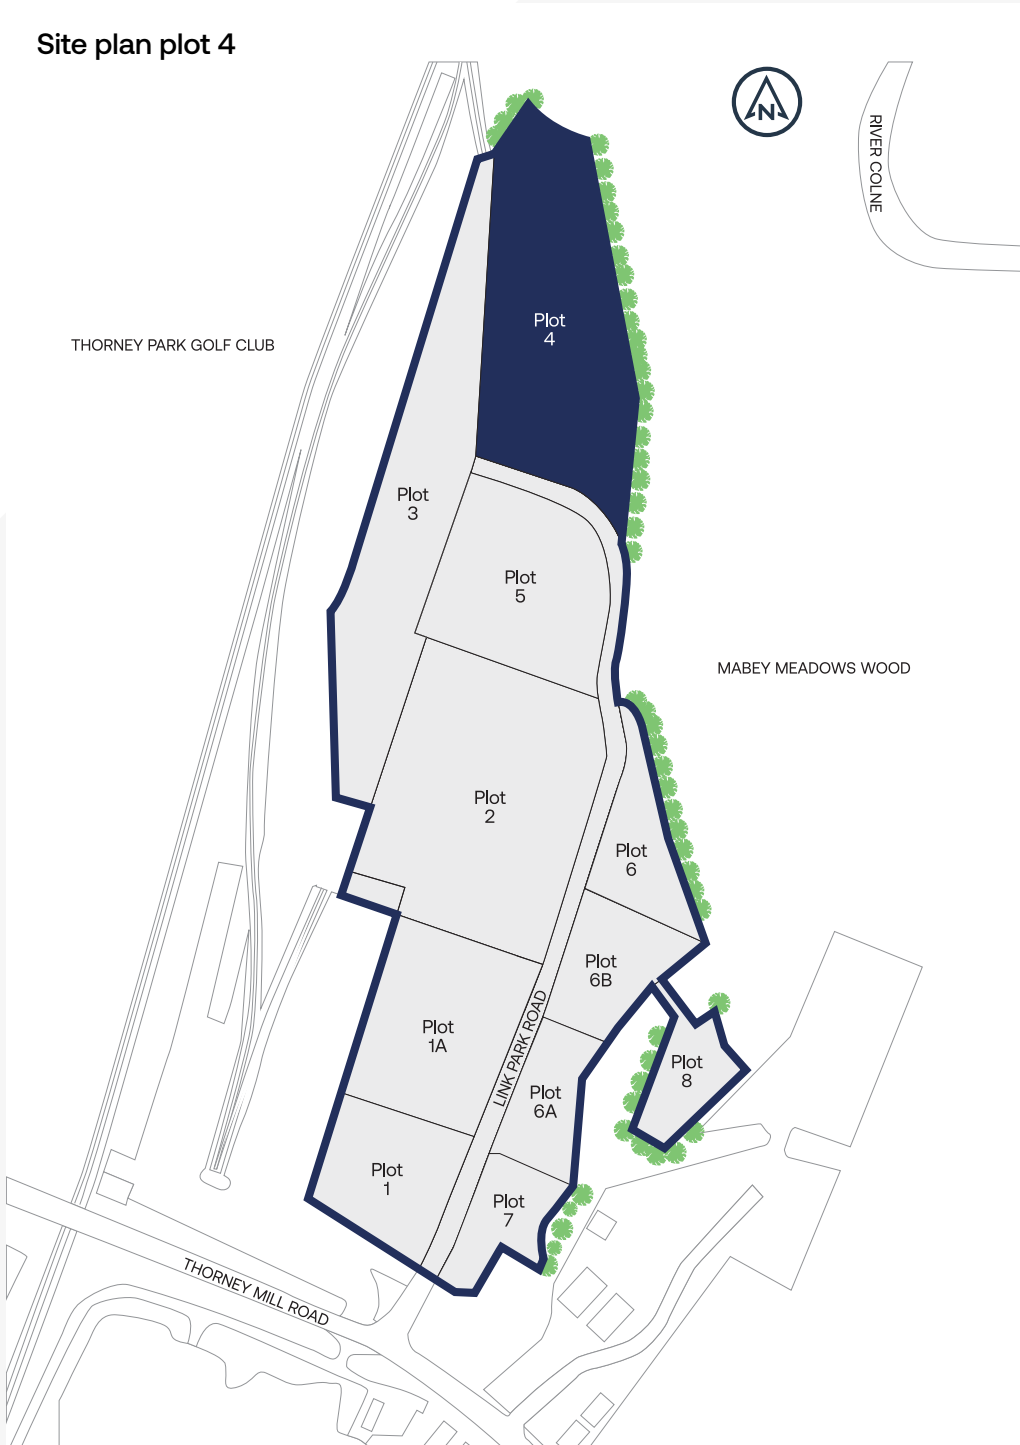 Site plan plot 4
N
RIVER COLNE
Plot
4
THORNEY PARK GOLF CLUB
Plot
3
Plot
5
MABEY MEADOWS WOOD
Plot
2
Plot
6
Plot
6B
Plot
1A
LINK PARK ROAD
Plot
8
Plot
6A
Plot
1
Plot
7
THORNEY MILL ROAD